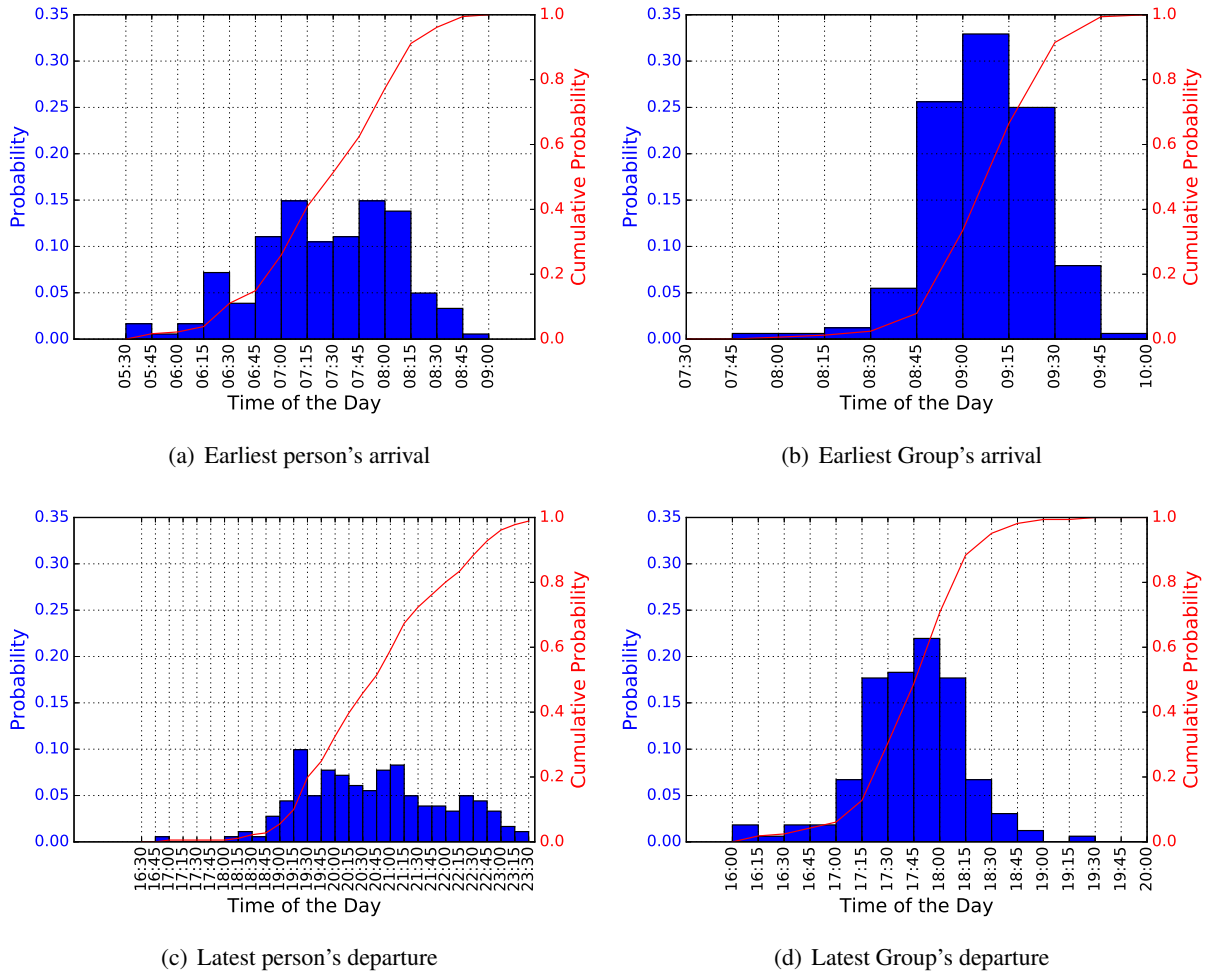 0.35
0.30
0.25
0.20
0.15
0.10
0.05
0.00
Probability
1.0
0.8
0.6
0.4
0.2
0.0
Cumulative Probability
05:30 05:45 06:00 06:15 06:30 06:45 07:00 07:15 07:30 07:45 08:00 08:15 08:30 08:45 09:00
Time of the Day
(a) Earliest person's arrival
0.35
0.30
0.25
0.20
0.15
0.10
0.05
0.00
Probability
1.0
0.8
0.6
0.4
0.2
0.0
Cumulative Probability
07:30 07:45 08:00 08:15 08:30 08:45 09:00 09:15 09:30 09:45 10:00
Time of the Day
(b) Earliest Group's arrival
0.35
0.30
0.25
0.20
0.15
0.10
0.05
0.00
Probability
1.0
0.8
0.6
0.4
0.2
0.0
Cumulative Probability
16:30 16:45 17:00 17:15 17:30 17:45 18:00 18:15 18:30 18:45 19:00 19:15 19:30 19:45 20:00 20:15 20:30 20:45 21:00 21:15 21:30 21:45 22:00 22:15 22:30 22:45 23:00 23:15 23:30
Time of the Day
(c) Latest person's departure
0.35
0.30
0.25
0.20
0.15
0.10
0.05
0.00
Probability
1.0
0.8
0.6
0.4
0.2
0.0
Cumulative Probability
16:00 16:15 16:30 16:45 17:00 17:15 17:30 17:45 18:00 18:15 18:30 18:45 19:00 19:15 19:30 19:45 20:00
Time of the Day
(d) Latest Group's departure